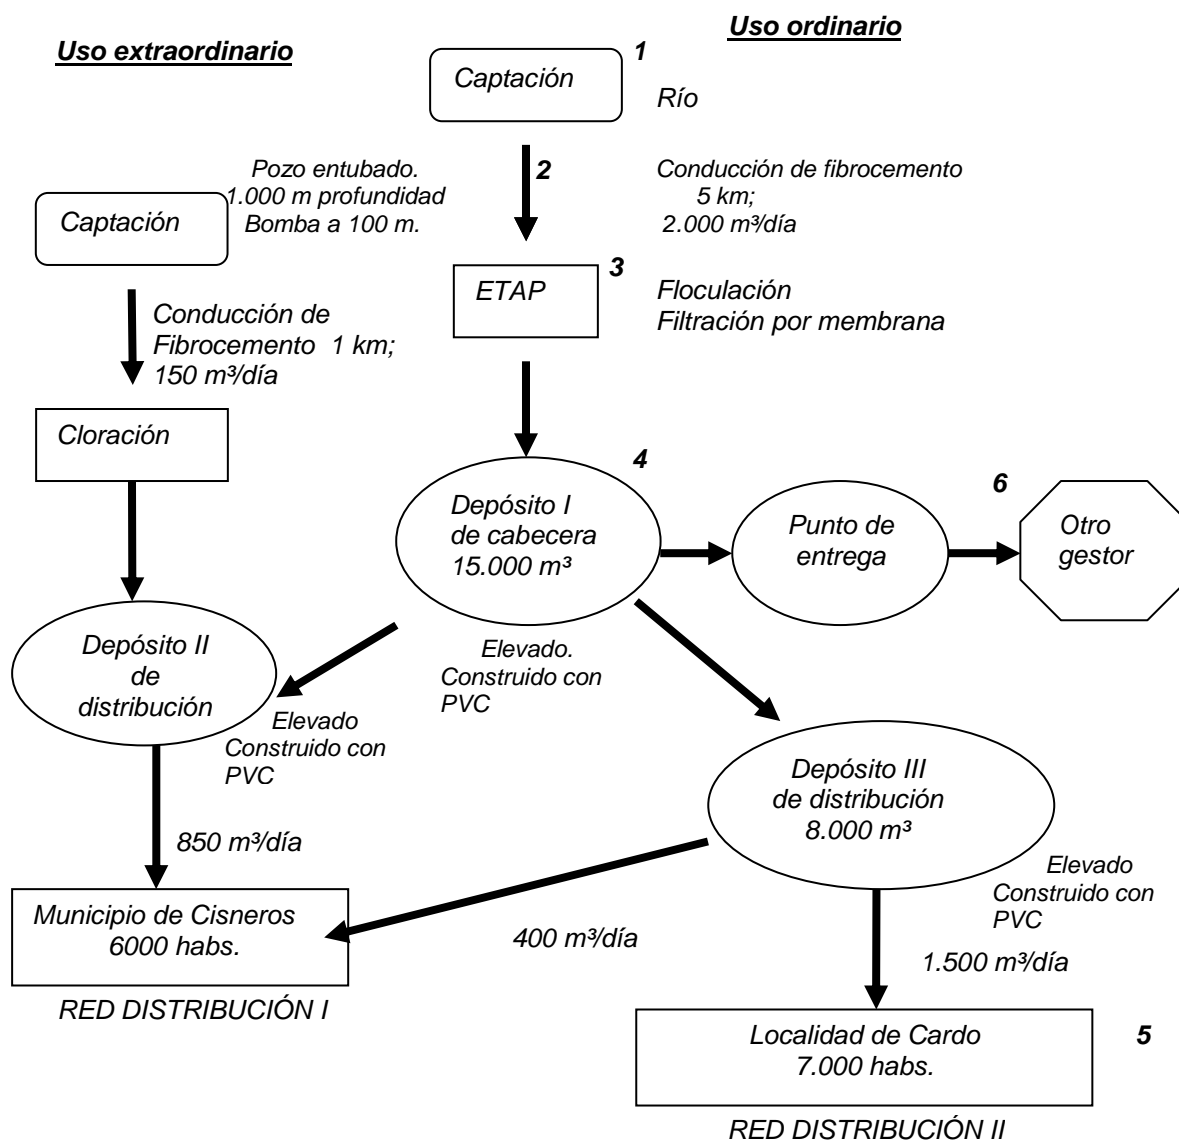 Uso extraordinario
Uso ordinario
1
Captación
Río
Pozo entubado.
1.000 m profundidad
Bomba a 100 m.
2
Conducción de fibrocemento
5 km;
2.000 m³/día
Captación
3
ETAP
Floculación
Filtración por membrana
Conducción de
Fibrocemento 1 km;
150 m³/día
Cloración
4
Depósito I
de cabecera
15.000 m³
Punto de
entrega
6
Otro
gestor
Elevado.
Construido con
PVC
Depósito II
de
distribución
Elevado
Construido con
PVC
Depósito III
de distribución
8.000 m³
Elevado
Construido con
PVC
850 m³/día
400 m³/día
1.500 m³/día
Municipio de Cisneros
6000 habs.
RED DISTRIBUCIÓN I
Localidad de Cardo
7.000 habs.
5
RED DISTRIBUCIÓN II